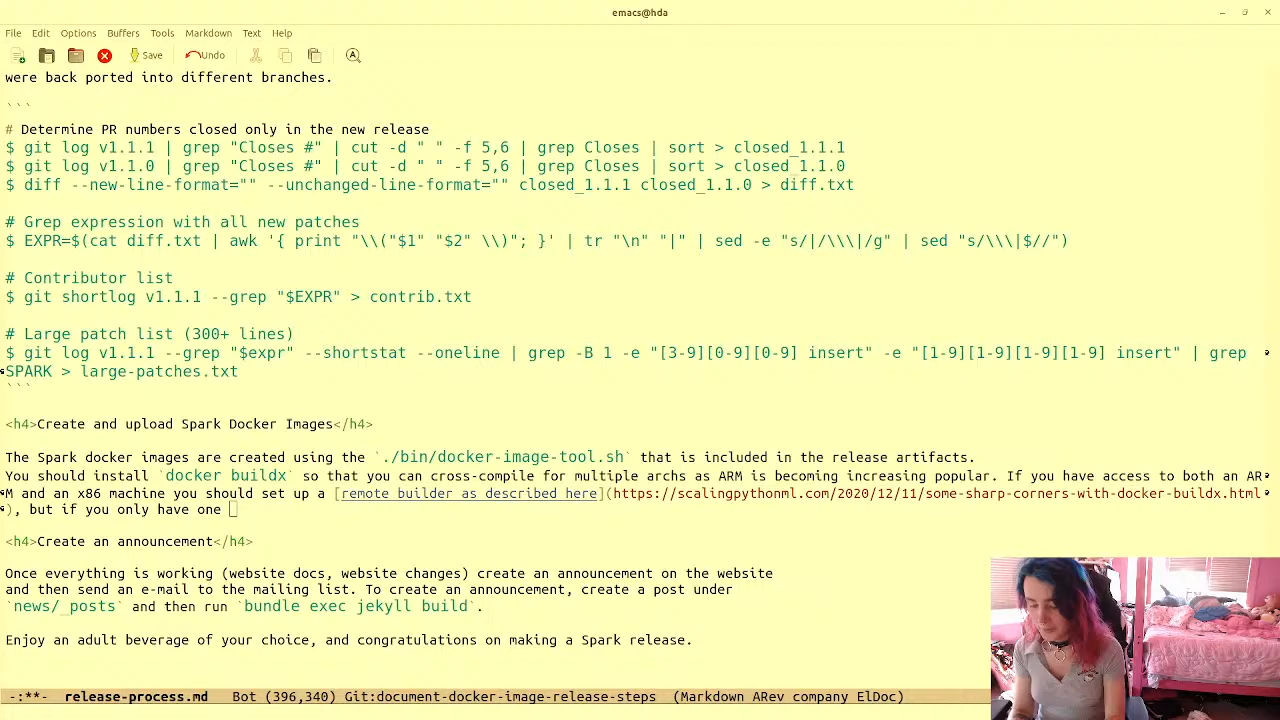 emacs@hda
File Edit Options Buffers Tools Markdown Text Help
Save Undo
were back ported into different branches.
```
# Determine PR numbers closed only in the new release
$ git log v1.1.1 | grep "Closes #" | cut -d " " -f 5,6 | grep Closes | sort > closed_1.1.1
$ git log v1.1.0 | grep "Closes #" | cut -d " " -f 5,6 | grep Closes | sort > closed_1.1.0
$ diff --new-line-format="" --unchanged-line-format="" closed_1.1.1 closed_1.1.0 > diff.txt
# Grep expression with all new patches
$ EXPR=$(cat diff.txt | awk '{ print "\\("$1" "$2" \\)"; }' | tr "\n" "|" | sed -e "s/|/\\\|/g" | sed "s/\\\|$//")
# Contributor list
$ git shortlog v1.1.1 --grep "$EXPR" > contrib.txt
# Large patch list (300+ lines)
$ git log v1.1.1 --grep "$expr" --shortstat --oneline | grep -B 1 -e "[3-9][0-9][0-9] insert" -e "[1-9][1-9][1-9][1-9] insert" | grep
SPARK > large-patches.txt
```
<h4>Create and upload Spark Docker Images</h4>
The Spark docker images are created using the `./bin/docker-image-tool.sh` that is included in the release artifacts.
You should install `docker buildx` so that you can cross-compile for multiple archs as ARM is becoming increasing popular. If you have access to both an AR
M and an x86 machine you should set up a [remote builder as described here](https://scalingpythonml.com/2020/12/11/some-sharp-corners-with-docker-buildx.html
), but if you only have one
<h4>Create an announcement</h4>
Once everything is working (website docs, website changes) create an announcement on the website
and then send an e-mail to the mailing list. To create an announcement, create a post under
`news/_posts` and then run `bundle exec jekyll build`.
Enjoy an adult beverage of your choice, and congratulations on making a Spark release.
-:**- release-process.md Bot (396,340) Git:document-docker-image-release-steps (Markdown ARev company ElDoc)